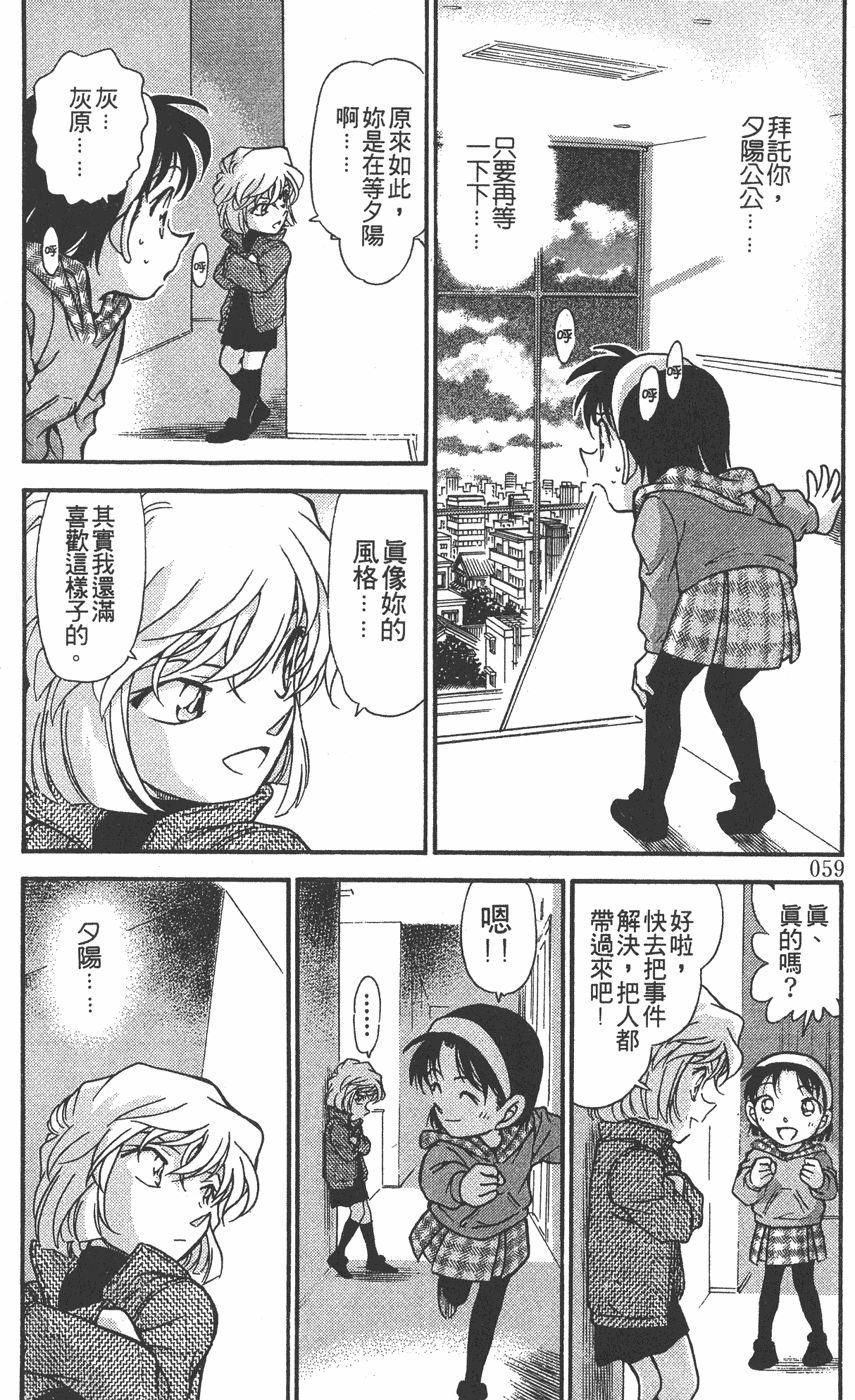 拜託你，
夕陽公公…
只要再等
一下下……
呼
呼
呼
原來如此，
妳是在等夕陽
啊……
灰…
灰原……
呼
呼
眞像妳的
風格……
其實我還滿
喜歡這樣子的。
059
眞、
眞的嗎？
好啦，
快去把事件
解決，把人都
帶過來吧！
嗯!!
……
夕陽……